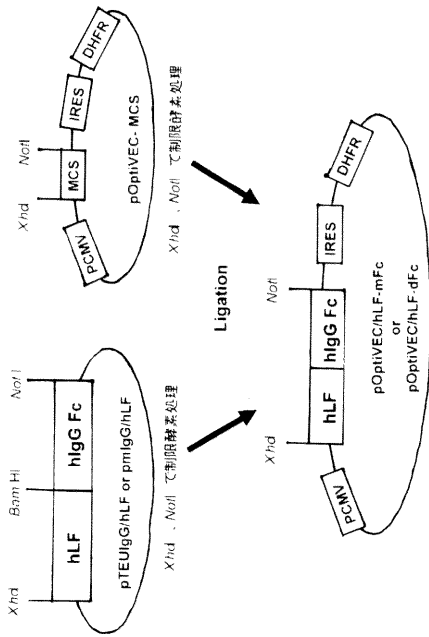 XhoI
BamHI
NotI
hLF
hIgG Fc
pTEUIgG/hLF or pmIgG/hLF
XhoI 、NotI で制限酵素処理
XhoI
NotI
PCMV
MCS
IRES
DHFR
pOptiVEC- MCS
XhoI 、NotI で制限酵素処理
Ligation
XhoI
NotI
PCMV
hLF
hIgG Fc
IRES
DHFR
pOptiVEC/hLF-mFc
or
pOptiVEC/hLF-dFc